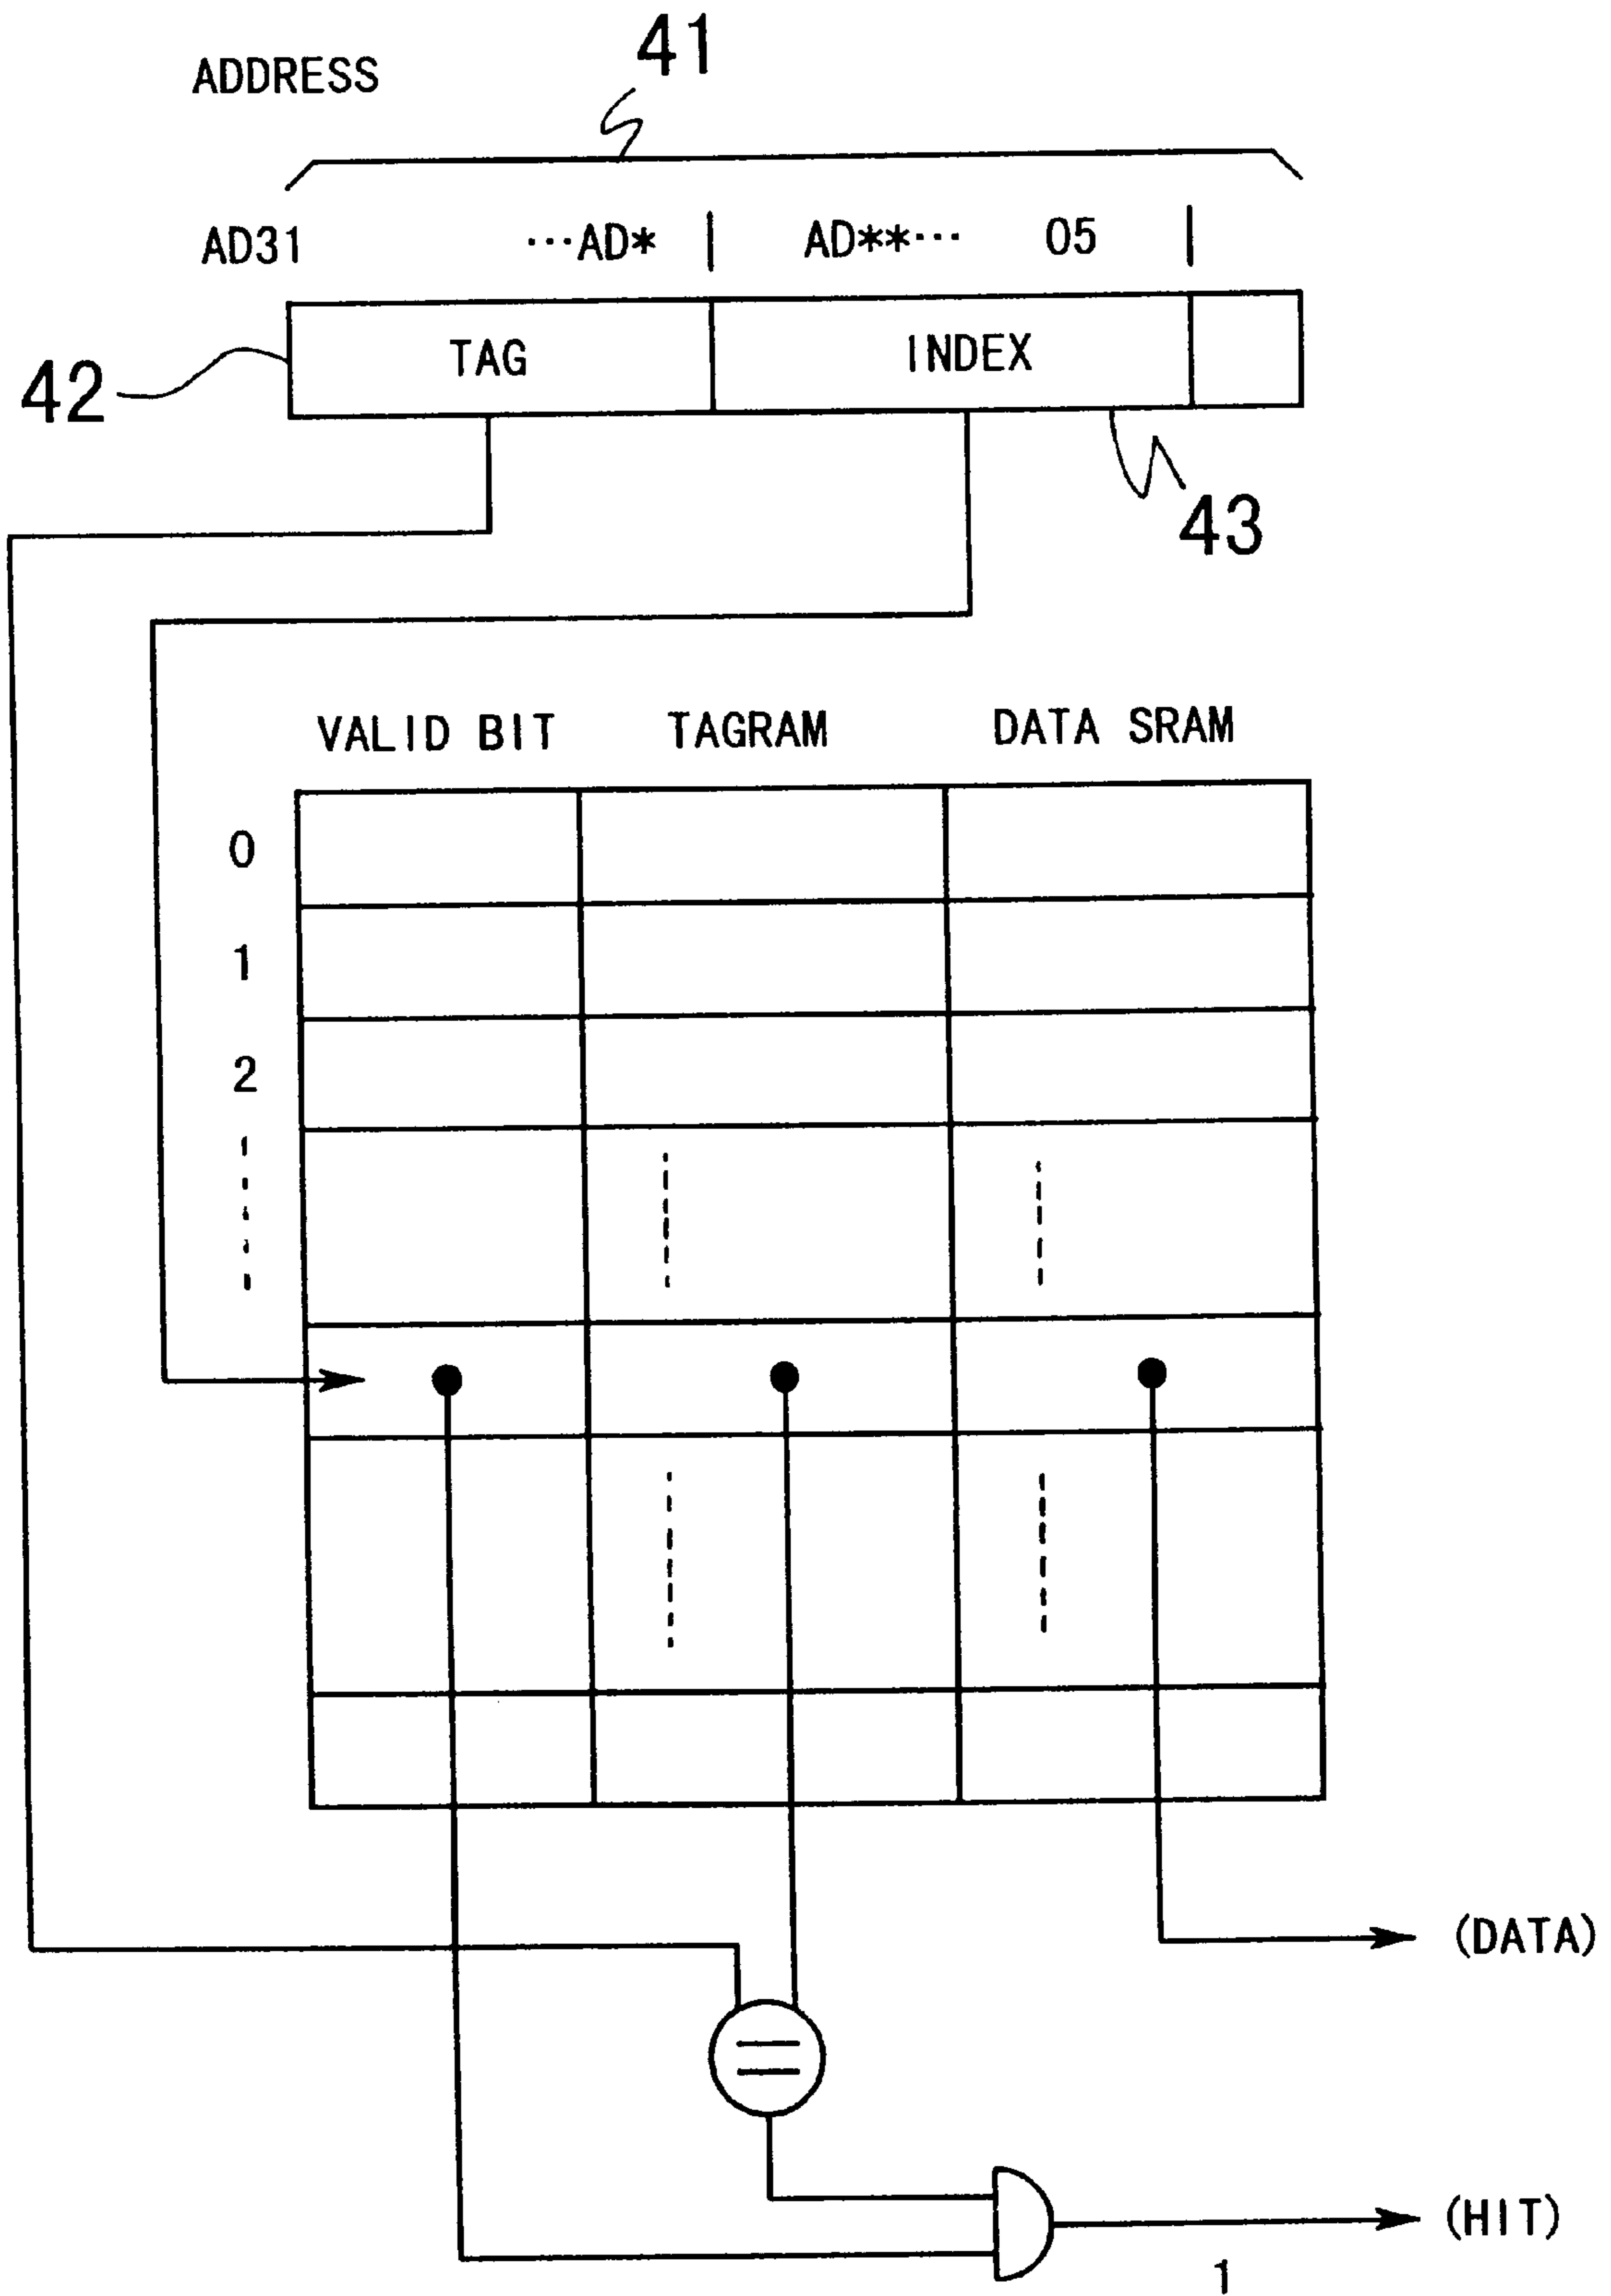 41
ADDRESS
AD31 ···AD* | AD**··· 05 |
TAG INDEX
42
43
VALID BIT TAGRAM DATA SRAM
0
1
2
(DATA)
=
(HIT)
1